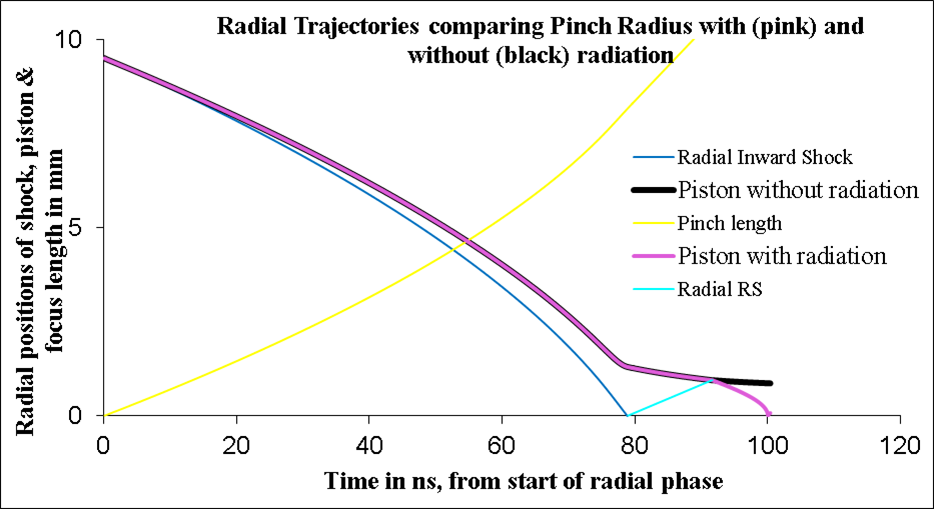 Radial Trajectories comparing Pinch Radius with (pink) and
without (black) radiation
Radial positions of shock, piston &
focus length in mm
10
5
0
Radial Inward Shock
Piston without radiation
Pinch length
Piston with radiation
Radial RS
0 20 40 60 80 100 120
Time in ns, from start of radial phase